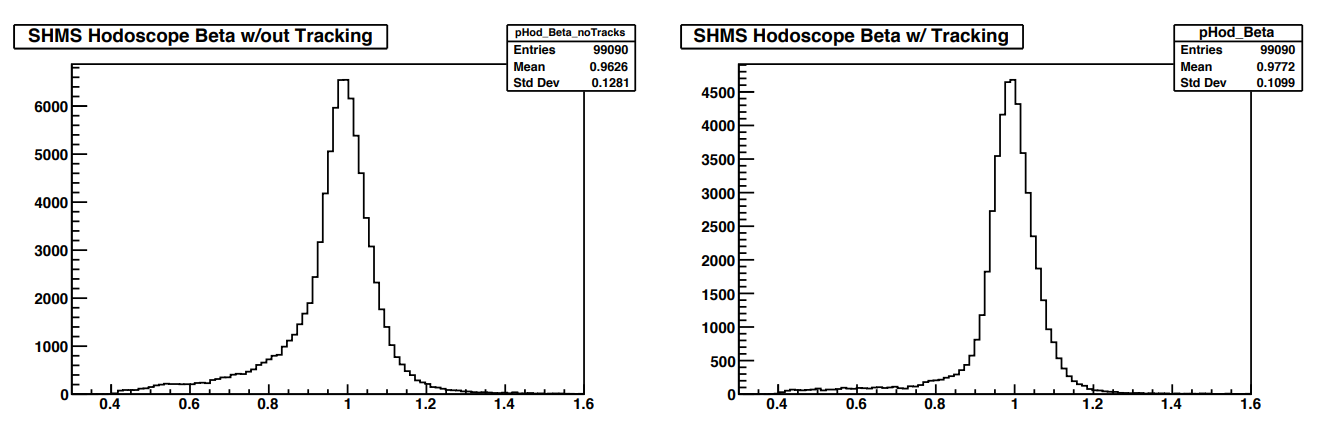 SHMS Hodoscope Beta w/out Tracking
pHod_Beta_noTracks
Entries 99090
Mean 0.9626
Std Dev 0.1281
6000
5000
4000
3000
2000
1000
0
0.4 0.6 0.8 1 1.2 1.4 1.6
SHMS Hodoscope Beta w/ Tracking
pHod_Beta
Entries 99090
Mean 0.9772
Std Dev 0.1099
4500
4000
3500
3000
2500
2000
1500
1000
500
0
0.4 0.6 0.8 1 1.2 1.4 1.6